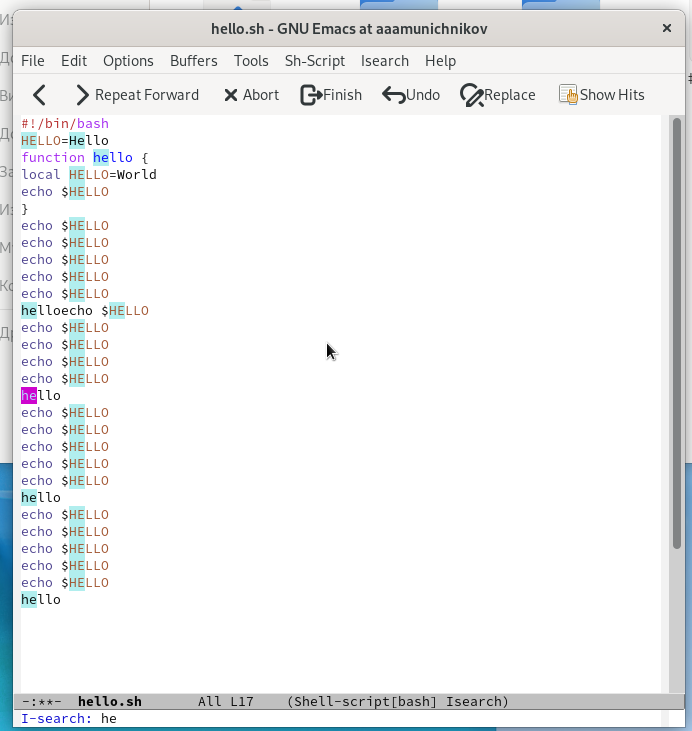 hello.sh - GNU Emacs at aaamunichnikov
File Edit Options Buffers Tools Sh-Script Isearch Help
Repeat Forward Abort Finish Undo Replace Show Hits
#!/bin/bash
HELLO=Hello
function hello {
local HELLO=World
echo $HELLO
}
echo $HELLO
echo $HELLO
echo $HELLO
echo $HELLO
echo $HELLO
helloecho $HELLO
echo $HELLO
echo $HELLO
echo $HELLO
echo $HELLO
hello
echo $HELLO
echo $HELLO
echo $HELLO
echo $HELLO
echo $HELLO
hello
echo $HELLO
echo $HELLO
echo $HELLO
echo $HELLO
echo $HELLO
hello
-:**- hello.sh All L17 (Shell-script[bash] Isearch)
I-search: he